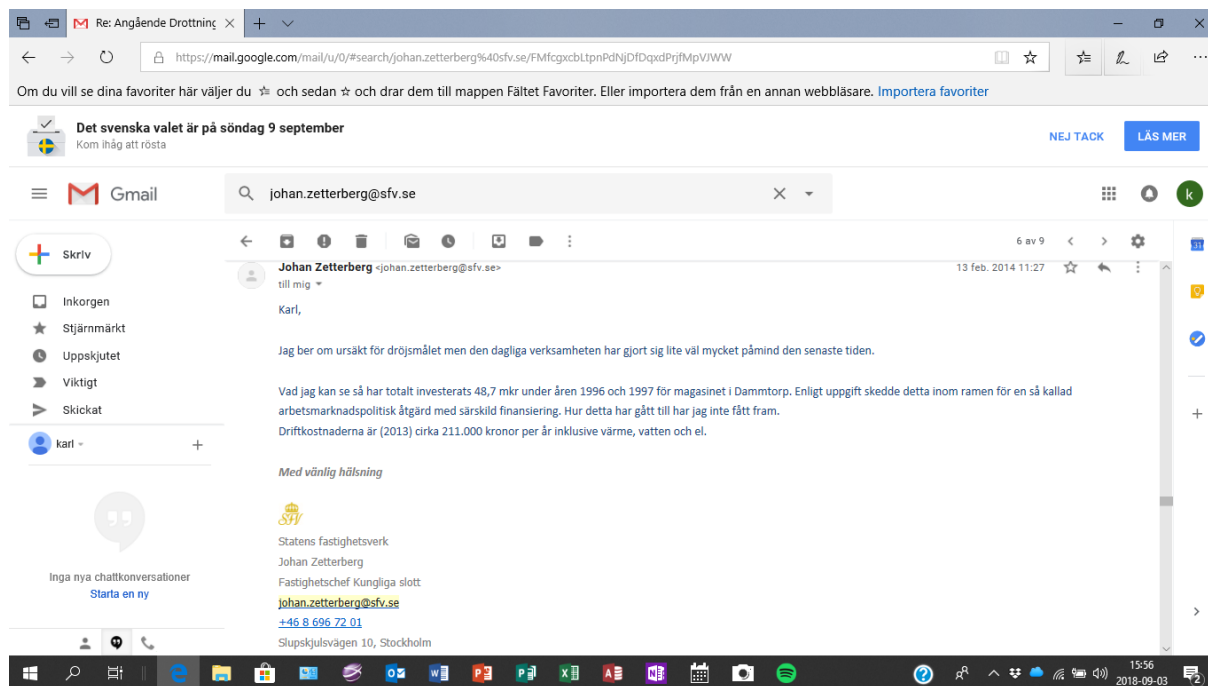 Re: Angående Drottning
https://mail.google.com/mail/u/0/#search/johan.zetterberg%40sfv.se/FMfcgxcbLtpnPdNjDfDqxdPrjfMpVJWW
Om du vill se dina favoriter här väljer du och sedan och drar dem till mappen Fältet Favoriter. Eller importera dem från en annan webbläsare. Importera favoriter
Det svenska valet är på söndag 9 september
Kom ihåg att rösta
NEJ TACK
LÄS MER
Gmail
johan.zetterberg@sfv.se
k
Skriv
6 av 9
31
Inkorgen
Stjärnmärkt
Uppskjutet
Viktigt
Skickat
karl
Inga nya chattkonversationer
Starta en ny
Johan Zetterberg <johan.zetterberg@sfv.se>
13 feb. 2014 11:27
till mig
Karl,
Jag ber om ursäkt för dröjsmålet men den dagliga verksamheten har gjort sig lite väl mycket påmind den senaste tiden.
Vad jag kan se så har totalt investerats 48,7 mkr under åren 1996 och 1997 för magasinet i Dammtorp. Enligt uppgift skedde detta inom ramen för en så kallad
arbetsmarknadspolitisk åtgärd med särskild finansiering. Hur detta har gått till har jag inte fått fram.
Driftkostnaderna är (2013) cirka 211.000 kronor per år inklusive värme, vatten och el.
Med vänlig hälsning
SFV
Statens fastighetsverk
Johan Zetterberg
Fastighetschef Kungliga slott
johan.zetterberg@sfv.se
+46 8 696 72 01
Slupskjulsvägen 10, Stockholm
15:56
2018-09-03
2